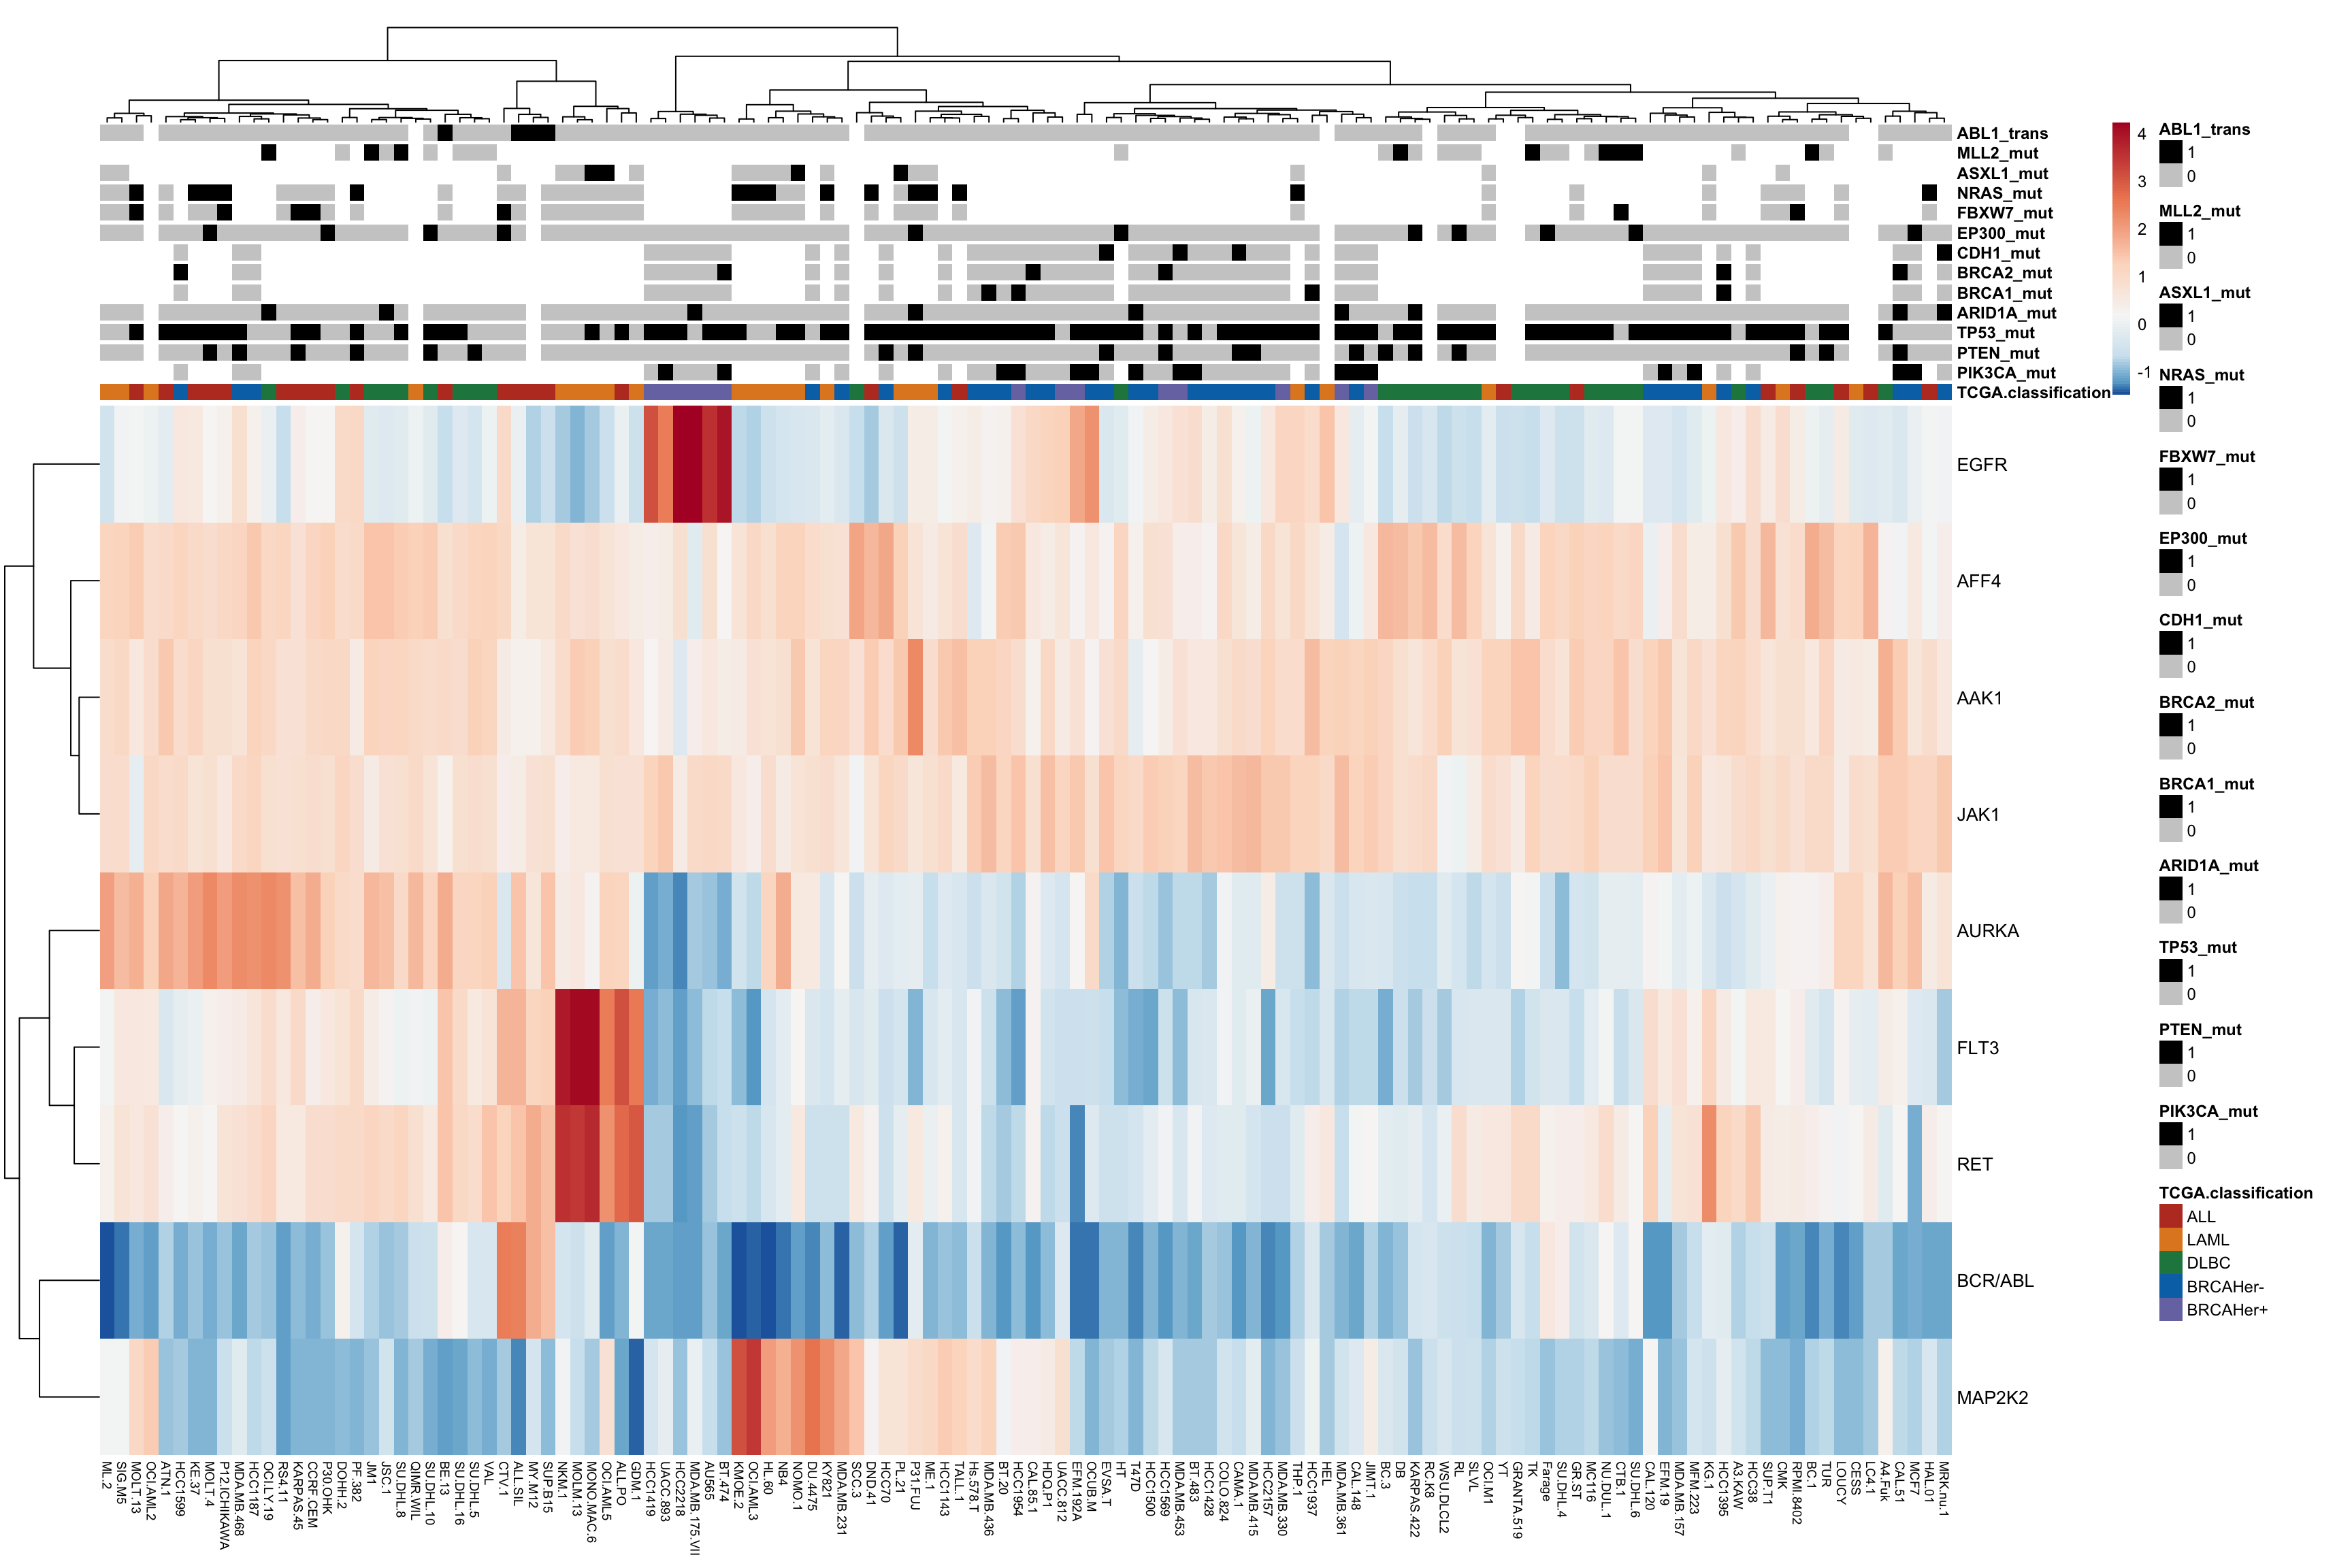 ABL1_trans
MLL2_mut
ASXL1_mut
NRAS_mut
FBXW7_mut
EP300_mut
CDH1_mut
BRCA2_mut
BRCA1_mut
ARID1A_mut
TP53_mut
PTEN_mut
PIK3CA_mut
TCGA.classification
4
3
2
1
0
-1
ABL1_trans
1
0
MLL2_mut
1
0
ASXL1_mut
1
0
NRAS_mut
1
0
FBXW7_mut
1
0
EP300_mut
1
0
CDH1_mut
1
0
BRCA2_mut
1
0
BRCA1_mut
1
0
ARID1A_mut
1
0
TP53_mut
1
0
PTEN_mut
1
0
PIK3CA_mut
1
0
TCGA.classification
ALL
LAML
DLBC
BRCAHer-
BRCAHer+
EGFR
AFF4
AAK1
JAK1
AURKA
FLT3
RET
BCR/ABL
MAP2K2
ML.2
SIG.M5
MOLT.13
OCI.AML2
ATN.1
HCC1599
KE.37
MOLT.4
P12.ICHIKAWA
MDA.MB.468
HCC1187
OCI.LY.19
RS4.11
KARPAS.45
CCRF.CEM
P30.OHK
DOHH.2
PF.382
JM1
JSC.1
SU.DHL.8
QIMR.WIL
SU.DHL.10
BE.13
SU.DHL.16
SU.DHL.5
VAL
CTV.1
ALL.SIL
MY.M12
SUP.B15
NKM.1
MOLM.13
MONO.MAC.6
OCI.AML5
ALL.PO
GDM.1
HCC1419
UACC.893
HCC2218
MDA.MB.175.VII
AU565
BT.474
KMOE.2
OCI.AML3
HL.60
NB4
NOMO.1
DU.4475
KY821
MDA.MB.231
SCC.3
DND.41
HCC70
PL.21
P31.FUJ
ME.1
HCC1143
TALL.1
Hs.578.T
MDA.MB.436
BT.20
HCC1954
CAL.85.1
HDQ.P1
UACC.812
EFM.192A
OCUB.M
EVSA.T
HT
T47D
HCC1500
HCC1569
MDA.MB.453
BT.483
HCC1428
COLO.824
CAMA.1
MDA.MB.415
HCC2157
MDA.MB.330
THP.1
HCC1937
HEL
MDA.MB.361
CAL.148
JIMT.1
BC.3
DB
KARPAS.422
RC.K8
WSU.DLCL2
RL
SLVL
OCI.M1
YT
GRANTA.519
TK
Farage
SU.DHL.4
GR.ST
MC116
NU.DUL.1
CTB.1
SU.DHL.6
CAL.120
EFM.19
MDA.MB.157
MFM.223
KG.1
HCC1395
A3.KAW
HCC38
SUP.T1
CMK
RPMI.8402
BC.1
TUR
LOUCY
CESS
LC4.1
A4.Fuk
CAL.51
MCF7
HAL.01
MRK.nu.1